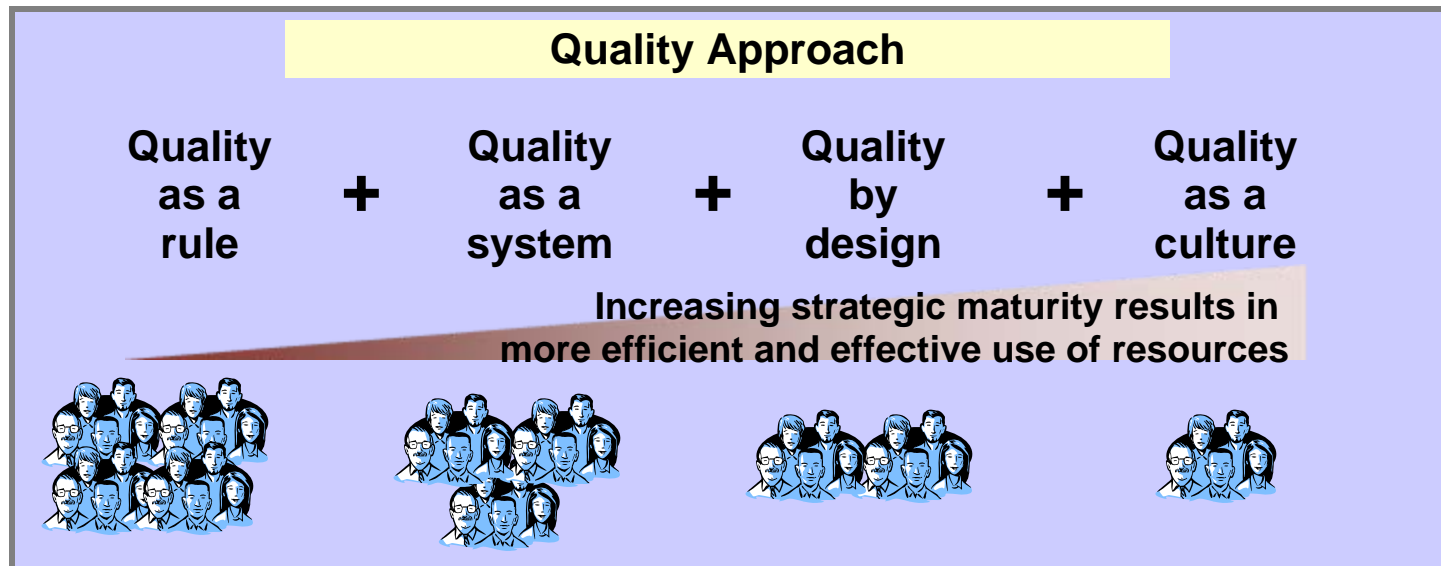 Quality Approach
Quality
as a
rule
+
Quality
as a
system
+
Quality
by
design
+
Quality
as a
culture
Increasing strategic maturity results in
more efficient and effective use of resources